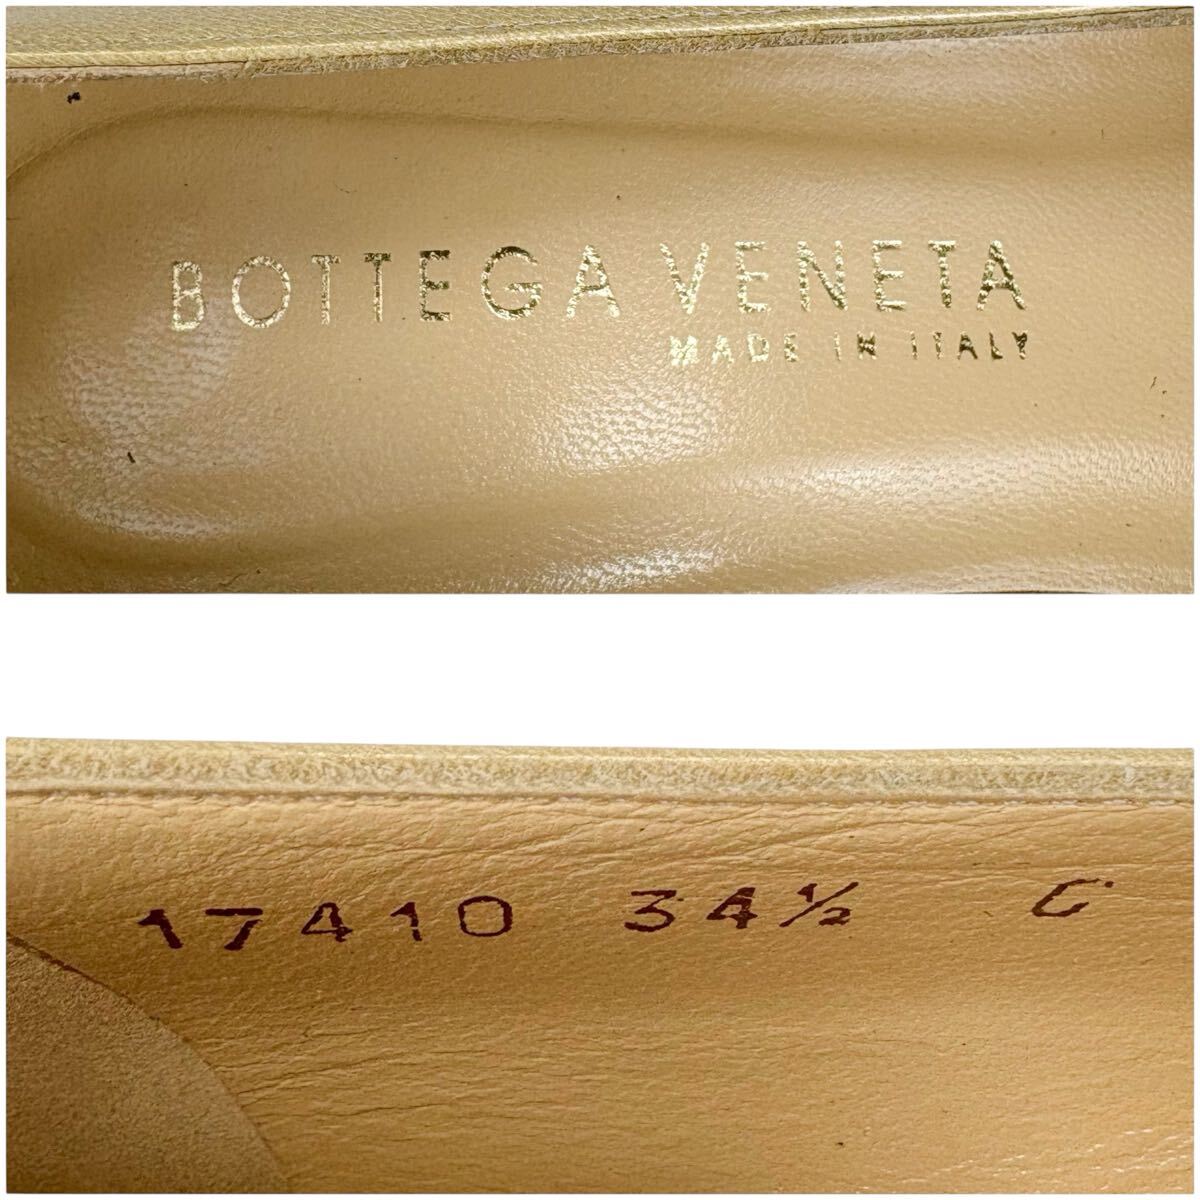 BOTTEGA VENETA
MADE IN ITALY
17410 34½ C